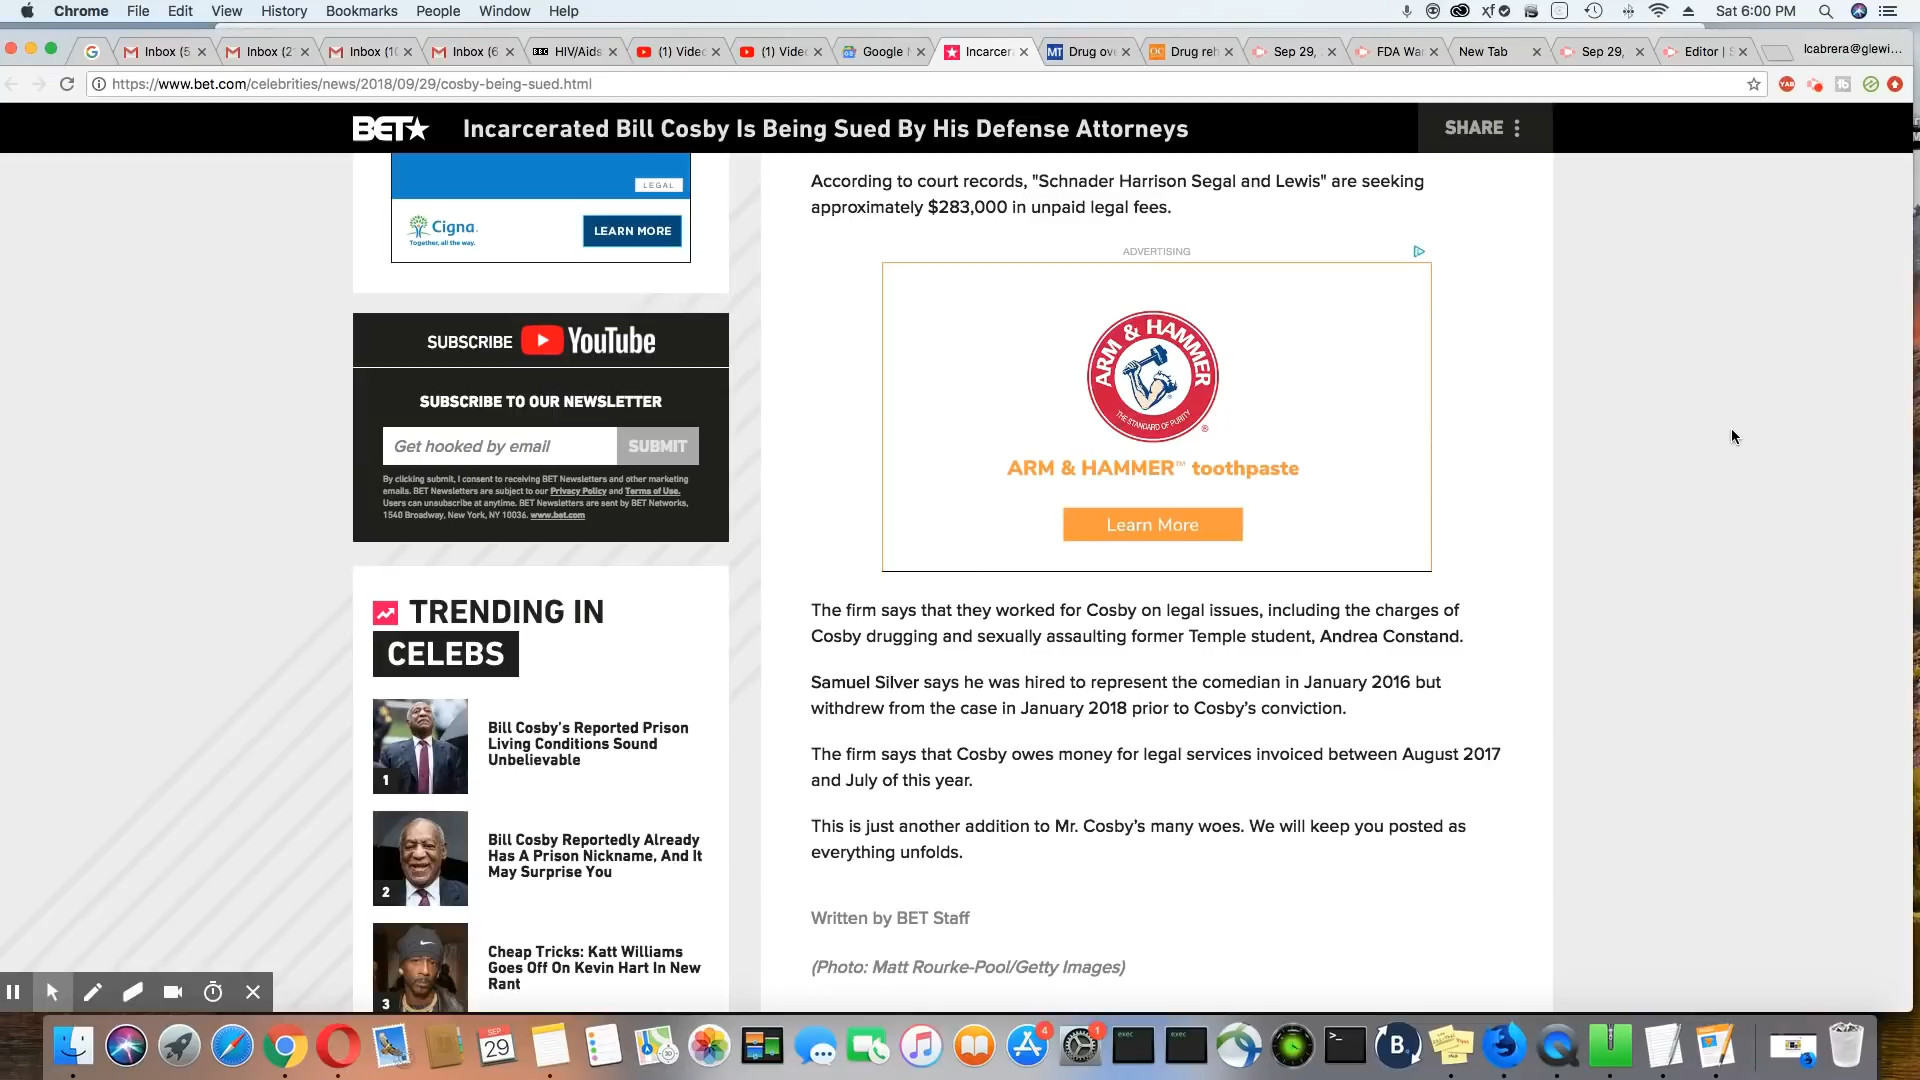 Chrome File Edit View History Bookmarks People Window Help
Sat 6:00 PM
Inbox (5
Inbox (2
Inbox (1
Inbox (6
HIV/Aids
(1) Videc
(1) Videc
Google
Incarcer
Drug ove
Drug reh
Sep 29,
FDA War
New Tab
Sep 29,
Editor | S
lcabrera@glewi...
https://www.bet.com/celebrities/news/2018/09/29/cosby-being-sued.html
BET Incarcerated Bill Cosby Is Being Sued By His Defense Attorneys
SHARE
LEGAL
Cigna.
Together, all the way.
LEARN MORE
SUBSCRIBE YouTube
SUBSCRIBE TO OUR NEWSLETTER
Get hooked by email SUBMIT
By clicking submit, I consent to receiving BET Newsletters and other marketing
emails. BET Newsletters are subject to our Privacy Policy and Terms of Use.
Users can unsubscribe at anytime. BET Newsletters are sent by BET Networks,
1540 Broadway, New York, NY 10036. www.bet.com
TRENDING IN
CELEBS
1
Bill Cosby's Reported Prison
Living Conditions Sound
Unbelievable
2
Bill Cosby Reportedly Already
Has A Prison Nickname, And It
May Surprise You
3
Cheap Tricks: Katt Williams
Goes Off On Kevin Hart In New
Rant
According to court records, "Schnader Harrison Segal and Lewis" are seeking
approximately $283,000 in unpaid legal fees.
ADVERTISING
ARM & HAMMER
THE STANDARD OF PURITY
ARM & HAMMER™ toothpaste
Learn More
The firm says that they worked for Cosby on legal issues, including the charges of
Cosby drugging and sexually assaulting former Temple student, Andrea Constand.
Samuel Silver says he was hired to represent the comedian in January 2016 but
withdrew from the case in January 2018 prior to Cosby's conviction.
The firm says that Cosby owes money for legal services invoiced between August 2017
and July of this year.
This is just another addition to Mr. Cosby's many woes. We will keep you posted as
everything unfolds.
Written by BET Staff
(Photo: Matt Rourke-Pool/Getty Images)
SEP
29
4
1
exec
exec
B.